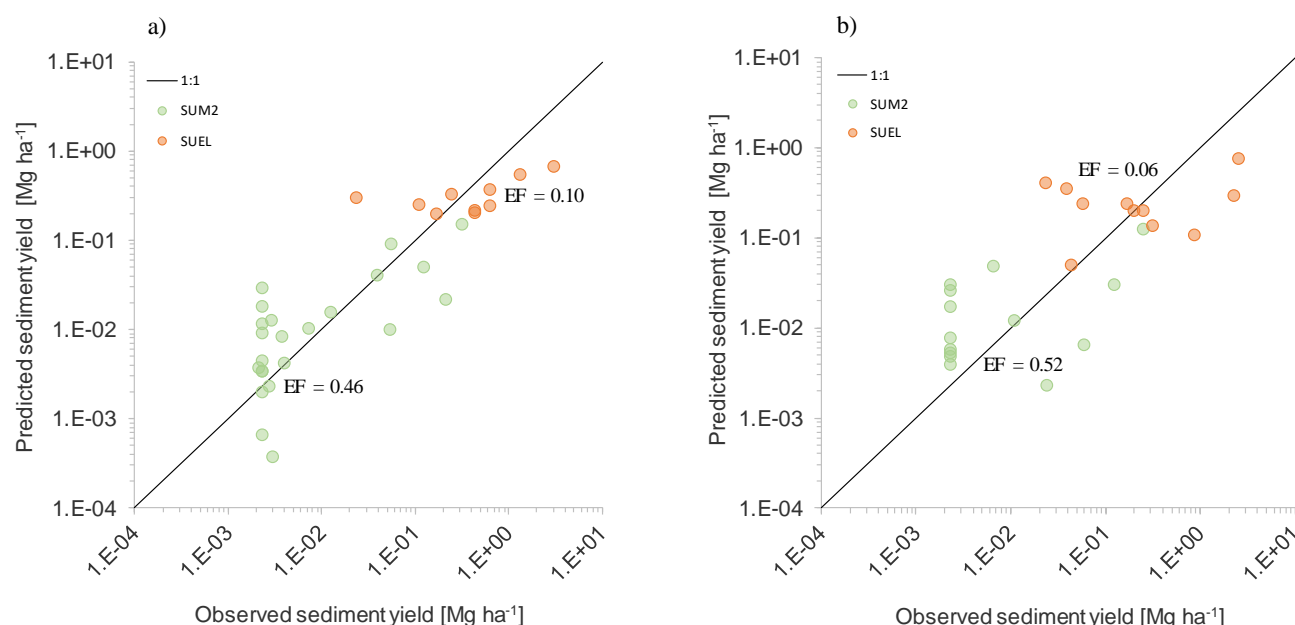 a)
1.E+01
1.E+00
1.E-01
1.E-02
1.E-03
1.E-04
Predicted sediment yield [Mg ha-1]
1:1
SUM2
SUEL
EF = 0.10
EF = 0.46
1.E-04
1.E-03
1.E-02
1.E-01
1.E+00
1.E+01
Observed sediment yield [Mg ha-1]
b)
1.E+01
1.E+00
1.E-01
1.E-02
1.E-03
1.E-04
Predicted sediment yield [Mg ha-1]
1:1
SUM2
SUEL
EF = 0.06
EF = 0.52
1.E-04
1.E-03
1.E-02
1.E-01
1.E+00
1.E+01
Observed sediment yield [Mg ha-1]